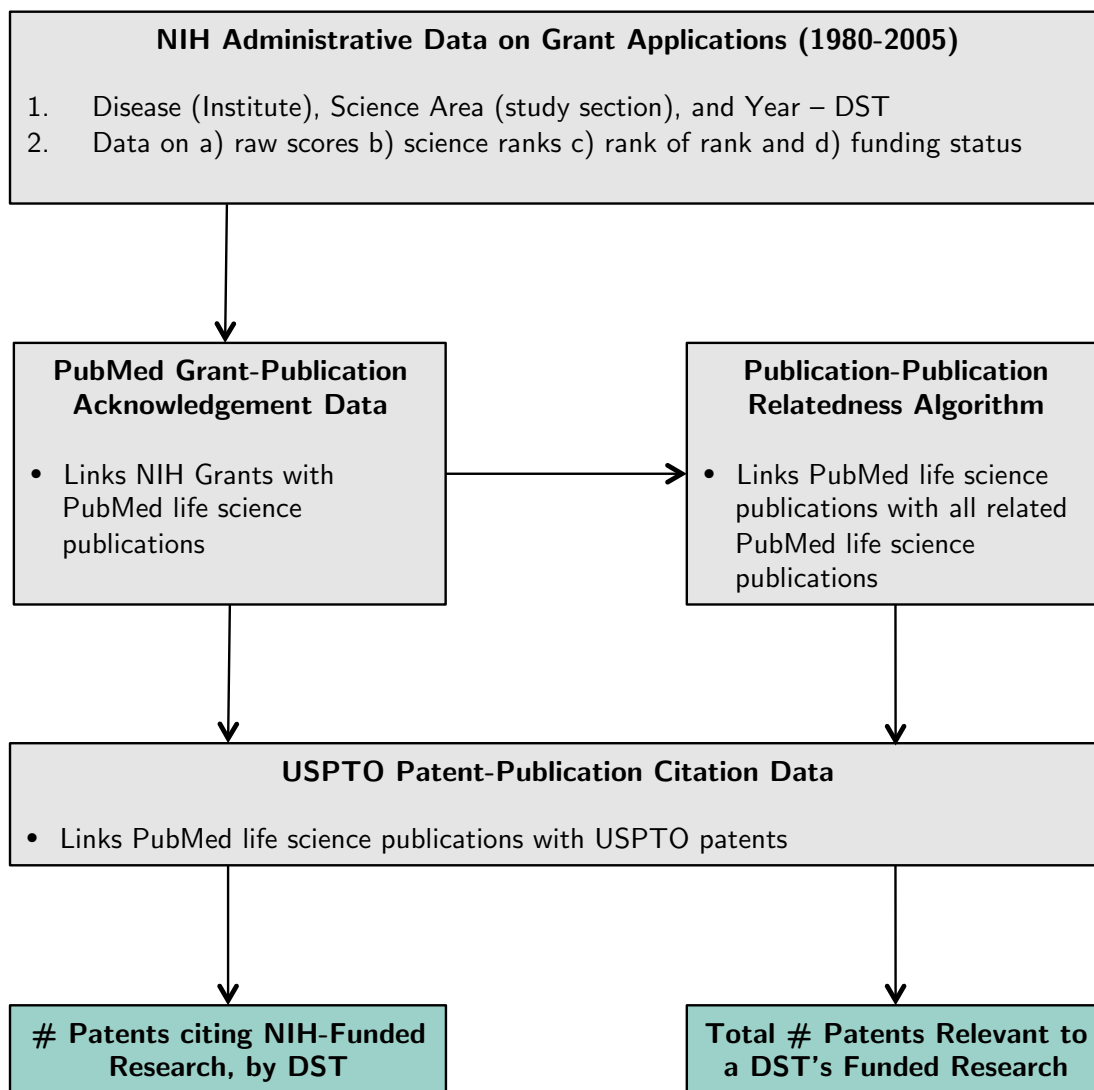 NIH Administrative Data on Grant Applications (1980-2005)
1. Disease (Institute), Science Area (study section), and Year – DST
2. Data on a) raw scores b) science ranks c) rank of rank and d) funding status
PubMed Grant-Publication
Acknowledgement Data
• Links NIH Grants with
PubMed life science
publications
Publication-Publication
Relatedness Algorithm
• Links PubMed life science
publications with all related
PubMed life science
publications
USPTO Patent-Publication Citation Data
• Links PubMed life science publications with USPTO patents
# Patents citing NIH-Funded
Research, by DST
Total # Patents Relevant to
a DST's Funded Research